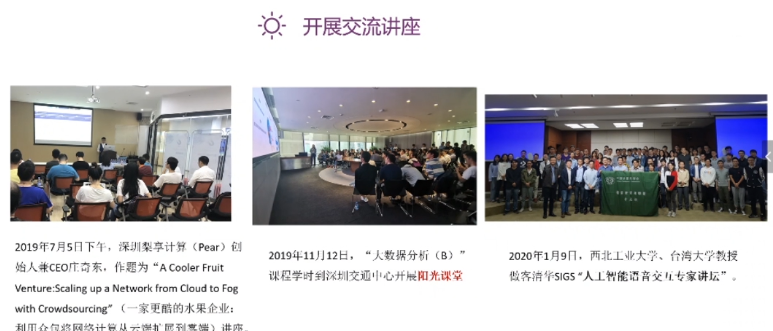 开展交流讲座
2019年7月5日下午，深圳梨享计算（Pear）创
始人兼CEO庄奇东，作题为“A Cooler Fruit
Venture:Scaling up a Network from Cloud to Fog
with Crowdsourcing” （一家更酷的水果企业：
利用众包将网络计算从云端扩展到雾端）讲座。
2019年11月12日，“大数据分析（B）”
课程学时到深圳交通中心开展阳光课堂
2020年1月9日，西北工业大学、台湾大学教授
做客清华SIGS “人工智能语音交互专家讲坛”。